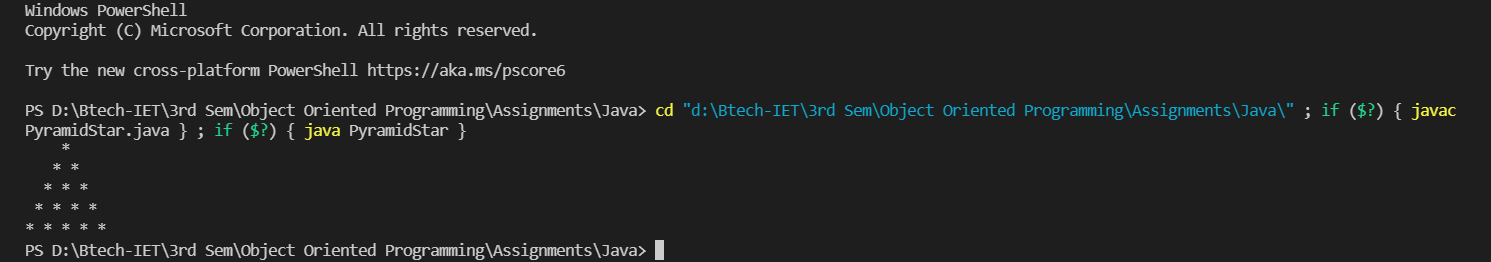 Windows PowerShell
Copyright (C) Microsoft Corporation. All rights reserved.

Try the new cross-platform PowerShell https://aka.ms/pscore6

PS D:\Btech-IET\3rd Sem\Object Oriented Programming\Assignments\Java> cd "d:\Btech-IET\3rd Sem\Object Oriented Programming\Assignments\Java\" ; if ($?) { javac
PyramidStar.java } ; if ($?) { java PyramidStar }
    *
   * *
  * * *
 * * * *
* * * * *
PS D:\Btech-IET\3rd Sem\Object Oriented Programming\Assignments\Java>